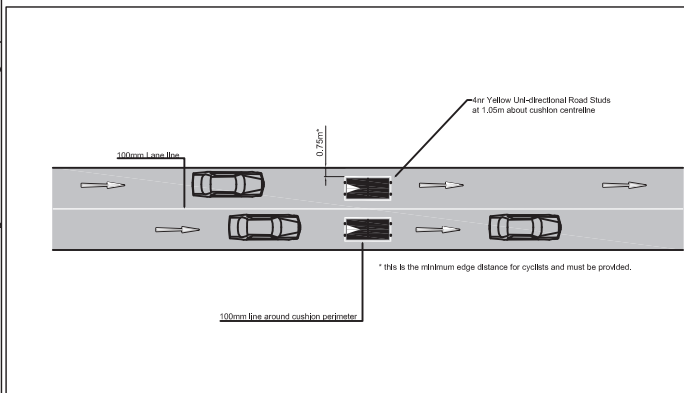 4nr Yellow Uni-directional Road Studs
at 1.05m about cushion centreline
0.75m*
100mm Lane line
* this is the minimum edge distance for cyclists and must be provided.
100mm line around cushion perimeter